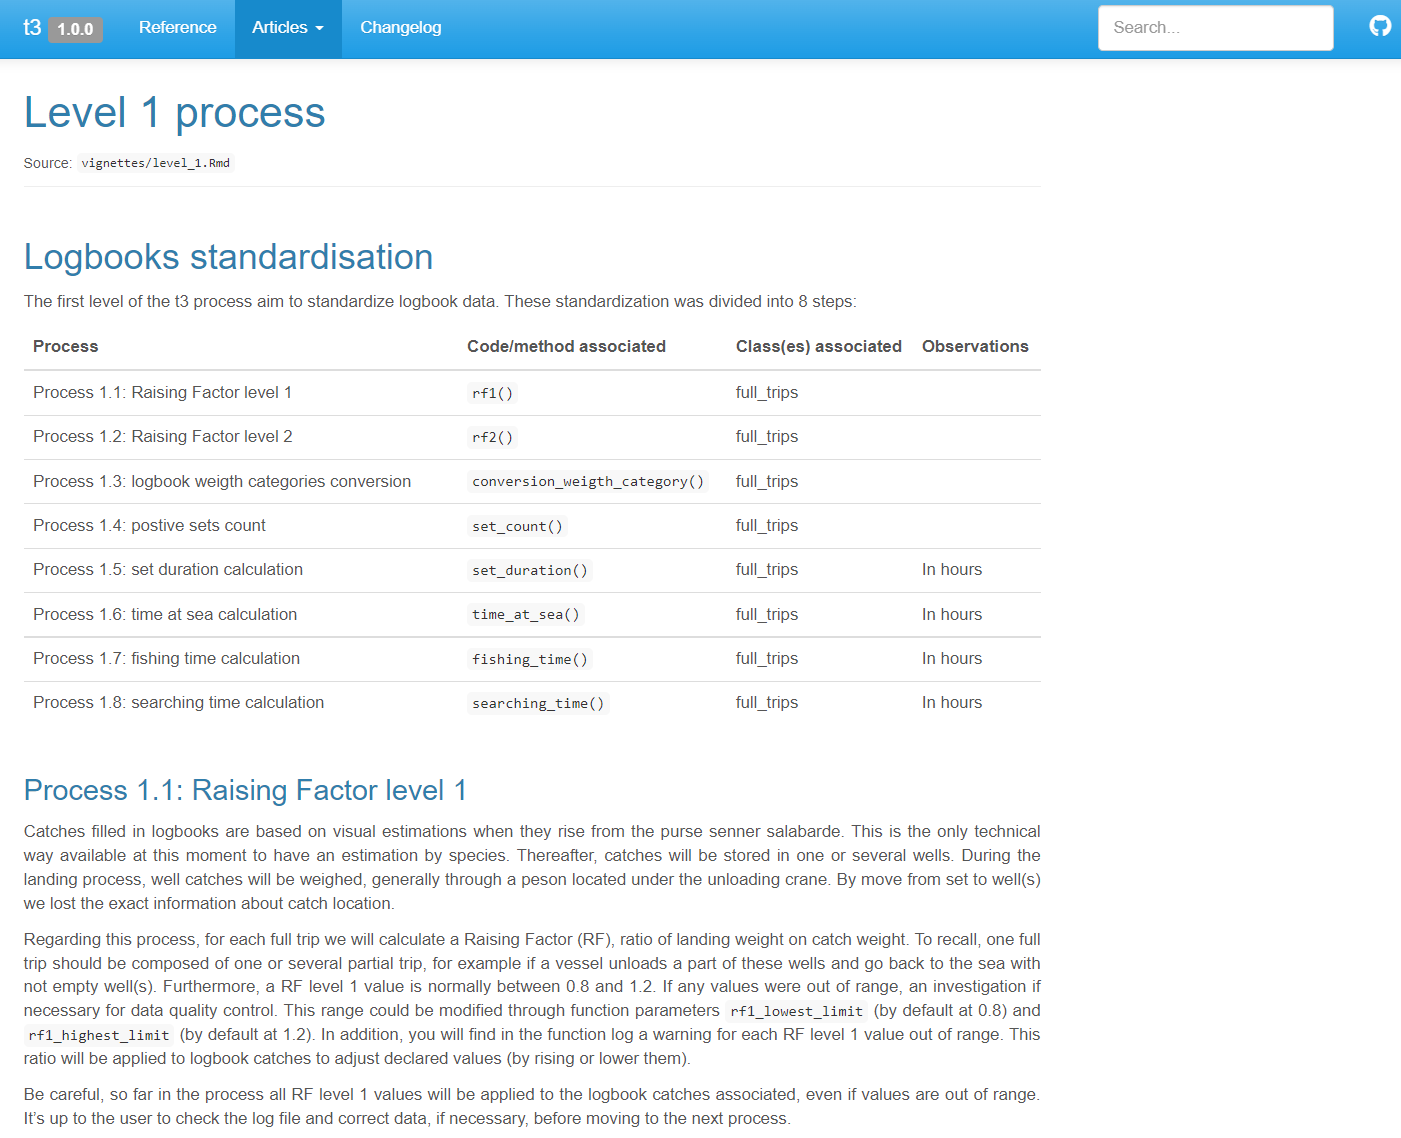 t3 1.0.0 Reference Articles Changelog Search...
Level 1 process
Source: vignettes/level_1.Rmd
Logbooks standardisation
The first level of the t3 process aim to standardize logbook data. These standardization was divided into 8 steps:
Process Code/method associated Class(es) associated Observations
Process 1.1: Raising Factor level 1 rf1() full_trips
Process 1.2: Raising Factor level 2 rf2() full_trips
Process 1.3: logbook weigth categories conversion conversion_weigth_category() full_trips
Process 1.4: postive sets count set_count() full_trips
Process 1.5: set duration calculation set_duration() full_trips In hours
Process 1.6: time at sea calculation time_at_sea() full_trips In hours
Process 1.7: fishing time calculation fishing_time() full_trips In hours
Process 1.8: searching time calculation searching_time() full_trips In hours
Process 1.1: Raising Factor level 1
Catches filled in logbooks are based on visual estimations when they rise from the purse senner salabarde. This is the only technical
way available at this moment to have an estimation by species. Thereafter, catches will be stored in one or several wells. During the
landing process, well catches will be weighed, generally through a peson located under the unloading crane. By move from set to well(s)
we lost the exact information about catch location.
Regarding this process, for each full trip we will calculate a Raising Factor (RF), ratio of landing weight on catch weight. To recall, one full
trip should be composed of one or several partial trip, for example if a vessel unloads a part of these wells and go back to the sea with
not empty well(s). Furthermore, a RF level 1 value is normally between 0.8 and 1.2. If any values were out of range, an investigation if
necessary for data quality control. This range could be modified through function parameters rf1_lowest_limit (by default at 0.8) and
rf1_highest_limit (by default at 1.2). In addition, you will find in the function log a warning for each RF level 1 value out of range. This
ratio will be applied to logbook catches to adjust declared values (by rising or lower them).
Be careful, so far in the process all RF level 1 values will be applied to the logbook catches associated, even if values are out of range.
It's up to the user to check the log file and correct data, if necessary, before moving to the next process.